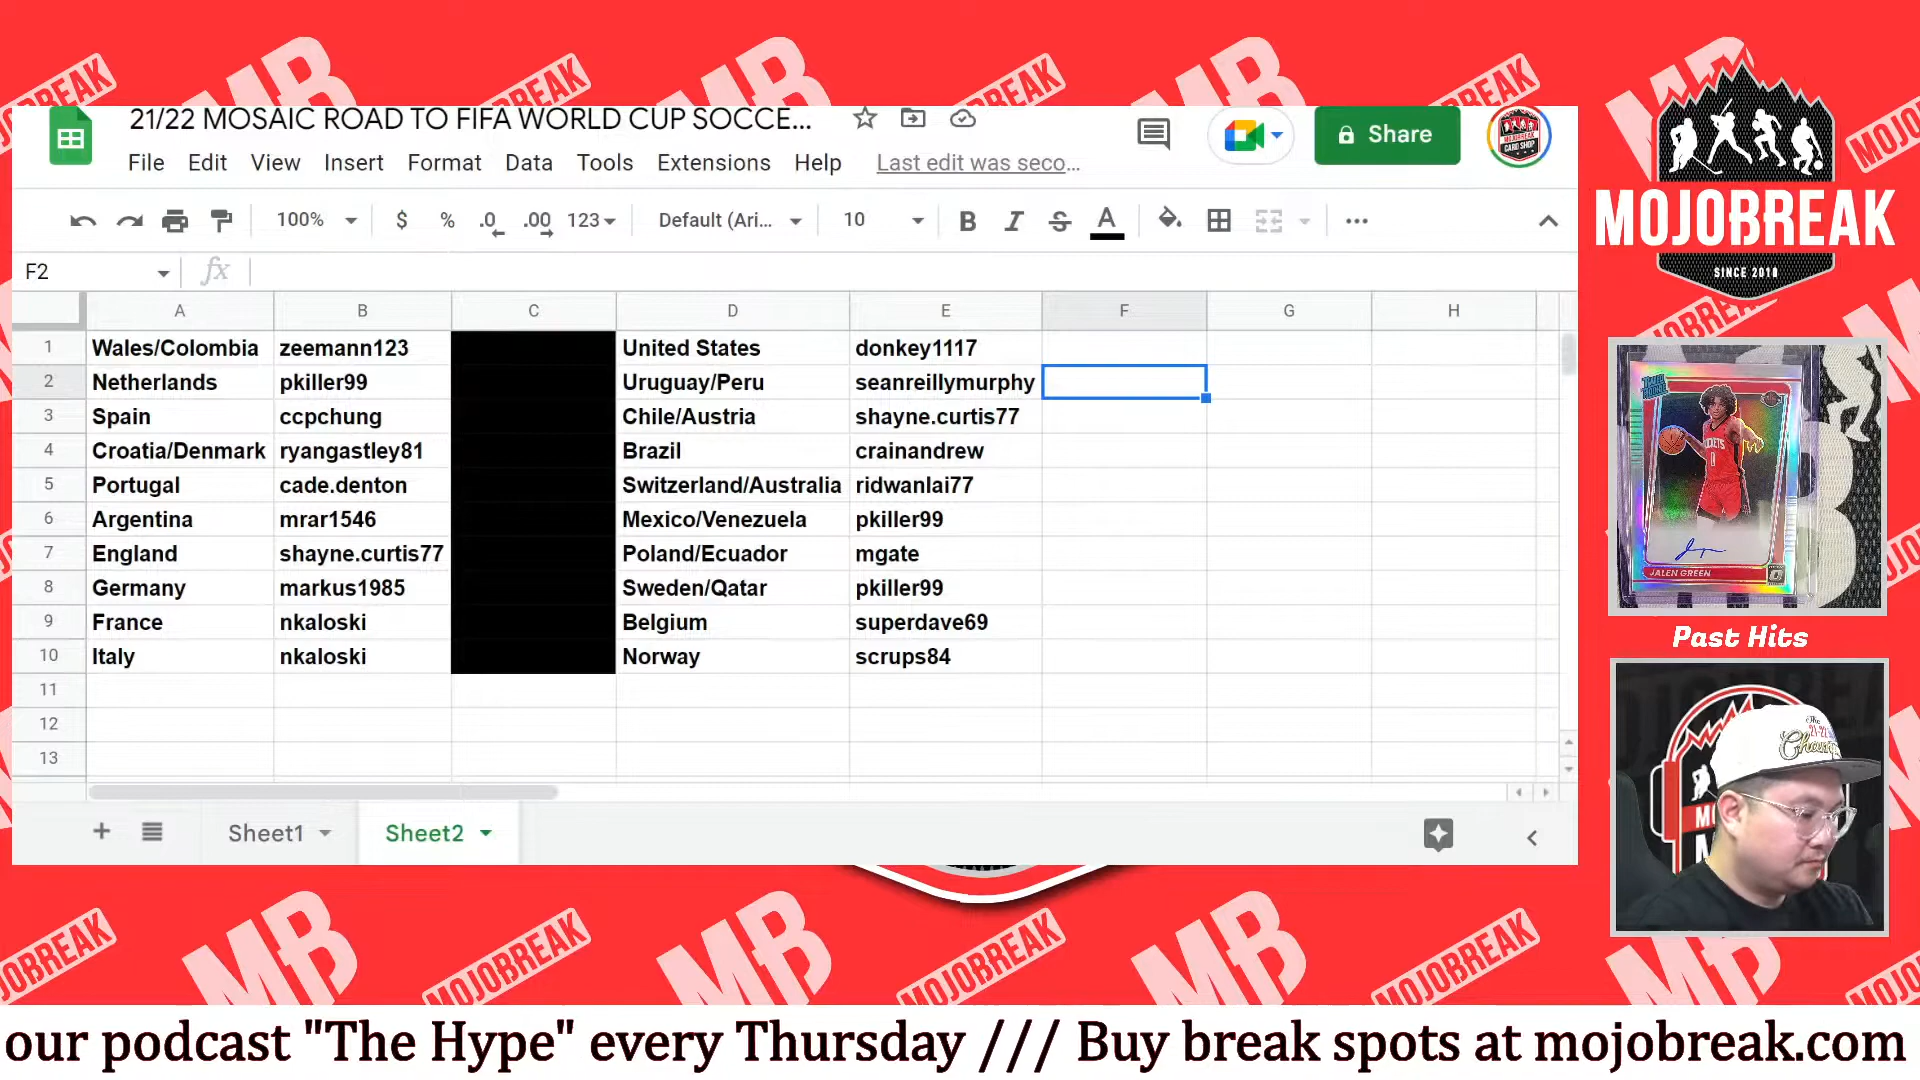 21/22 MOSAIC ROAD TO FIFA WORLD CUP SOCCE...
File Edit View Insert Format Data Tools Extensions Help Last edit was seco...
Share
100% $ % .0 .00 123 Default (Ari... 10 B I S A ...
F2 fx
A B C D E F G H
1 Wales/Colombia zeemann123 United States donkey1117
2 Netherlands pkiller99 Uruguay/Peru seanreillymurphy
3 Spain ccpchung Chile/Austria shayne.curtis77
4 Croatia/Denmark ryangastley81 Brazil crainandrew
5 Portugal cade.denton Switzerland/Australia ridwanlai77
6 Argentina mrar1546 Mexico/Venezuela pkiller99
7 England shayne.curtis77 Poland/Ecuador mgate
8 Germany markus1985 Sweden/Qatar pkiller99
9 France nkaloski Belgium superdave69
10 Italy nkaloski Norway scrups84
11
12
13
Sheet1 Sheet2
MOJOBREAK
SINCE 2010
JALEN GREEN
Past Hits
MB MOJOBREAK
our podcast "The Hype" every Thursday /// Buy break spots at mojobreak.com